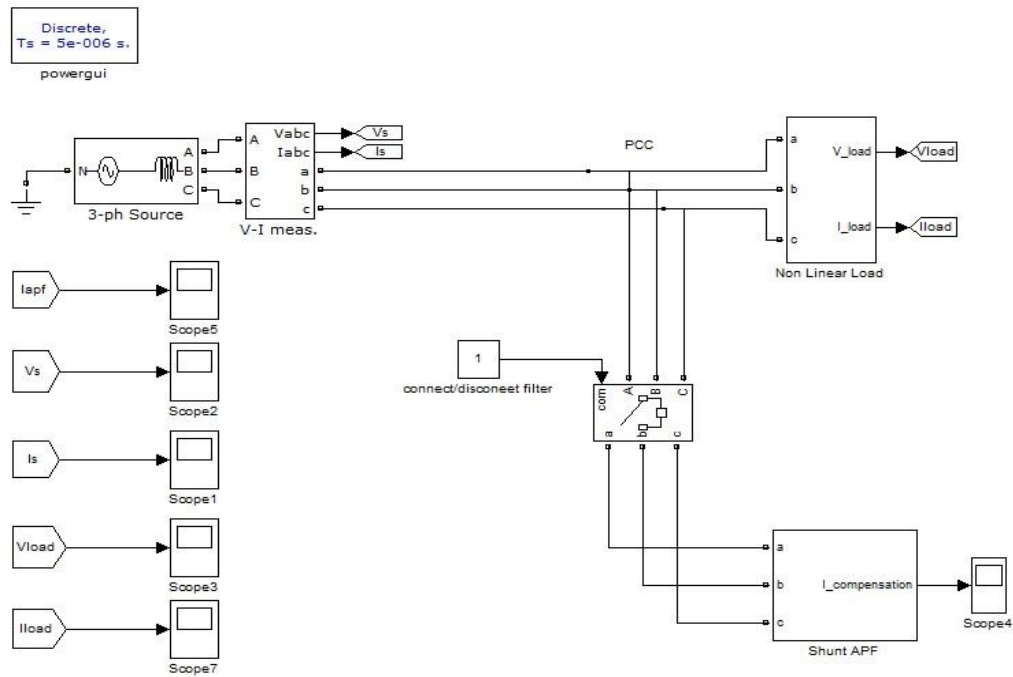 Discrete,
Ts = 5e-006 s.
powergui
N
A
B
C
3-ph Source
A
B
C
Vabc
Iabc
a
b
c
V-I meas.
Vs
Is
PCC
a
b
c
V_load
I_load
Non Linear Load
Vload
Iload
Iapf
Scope5
Vs
Scope2
Is
Scope1
Vload
Scope3
Iload
Scope7
1
connect/disconeet filter
com
A
B
C
a
b
c
a
b
c
I_compensation
Shunt APF
Scope4